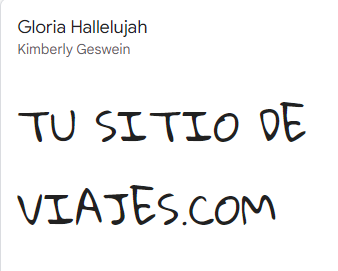 Gloria Hallelujah
Kimberly Geswein
TU SITIO DE
VIAJES.COM